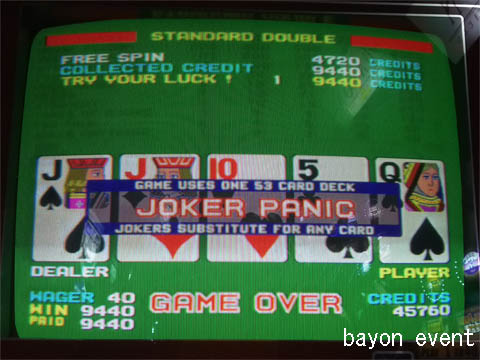 STANDARD DOUBLE
FREE SPIN 4720 CREDITS
COLLECTED CREDIT 9440 CREDITS
TRY YOUR LUCK ! 1 9440 CREDITS
J J 10 5 Q
GAME USES ONE 53 CARD DECK
JOKER PANIC
JOKERS SUBSTITUTE FOR ANY CARD
DEALER PLAYER
WAGER 40
WIN 9440
PAID 9440
GAME OVER
CREDITS
45760
bayon event